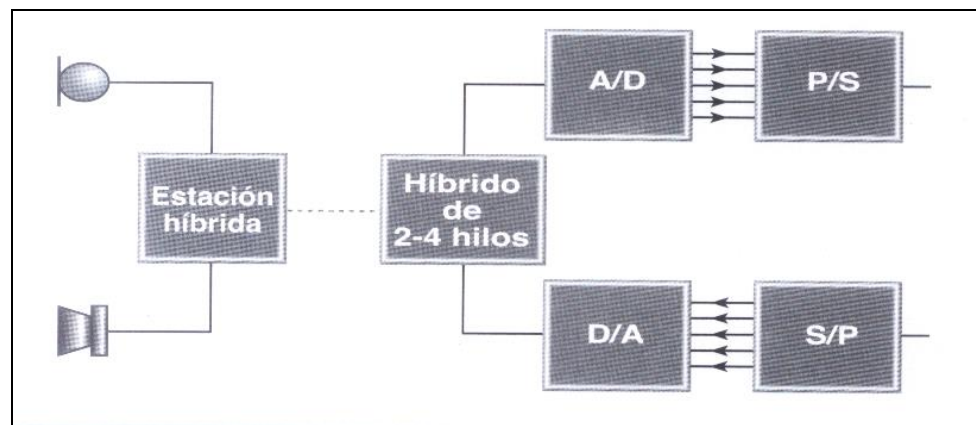 A/D
P/S
Estación
híbrida
Híbrido
de
2-4 hilos
D/A
S/P